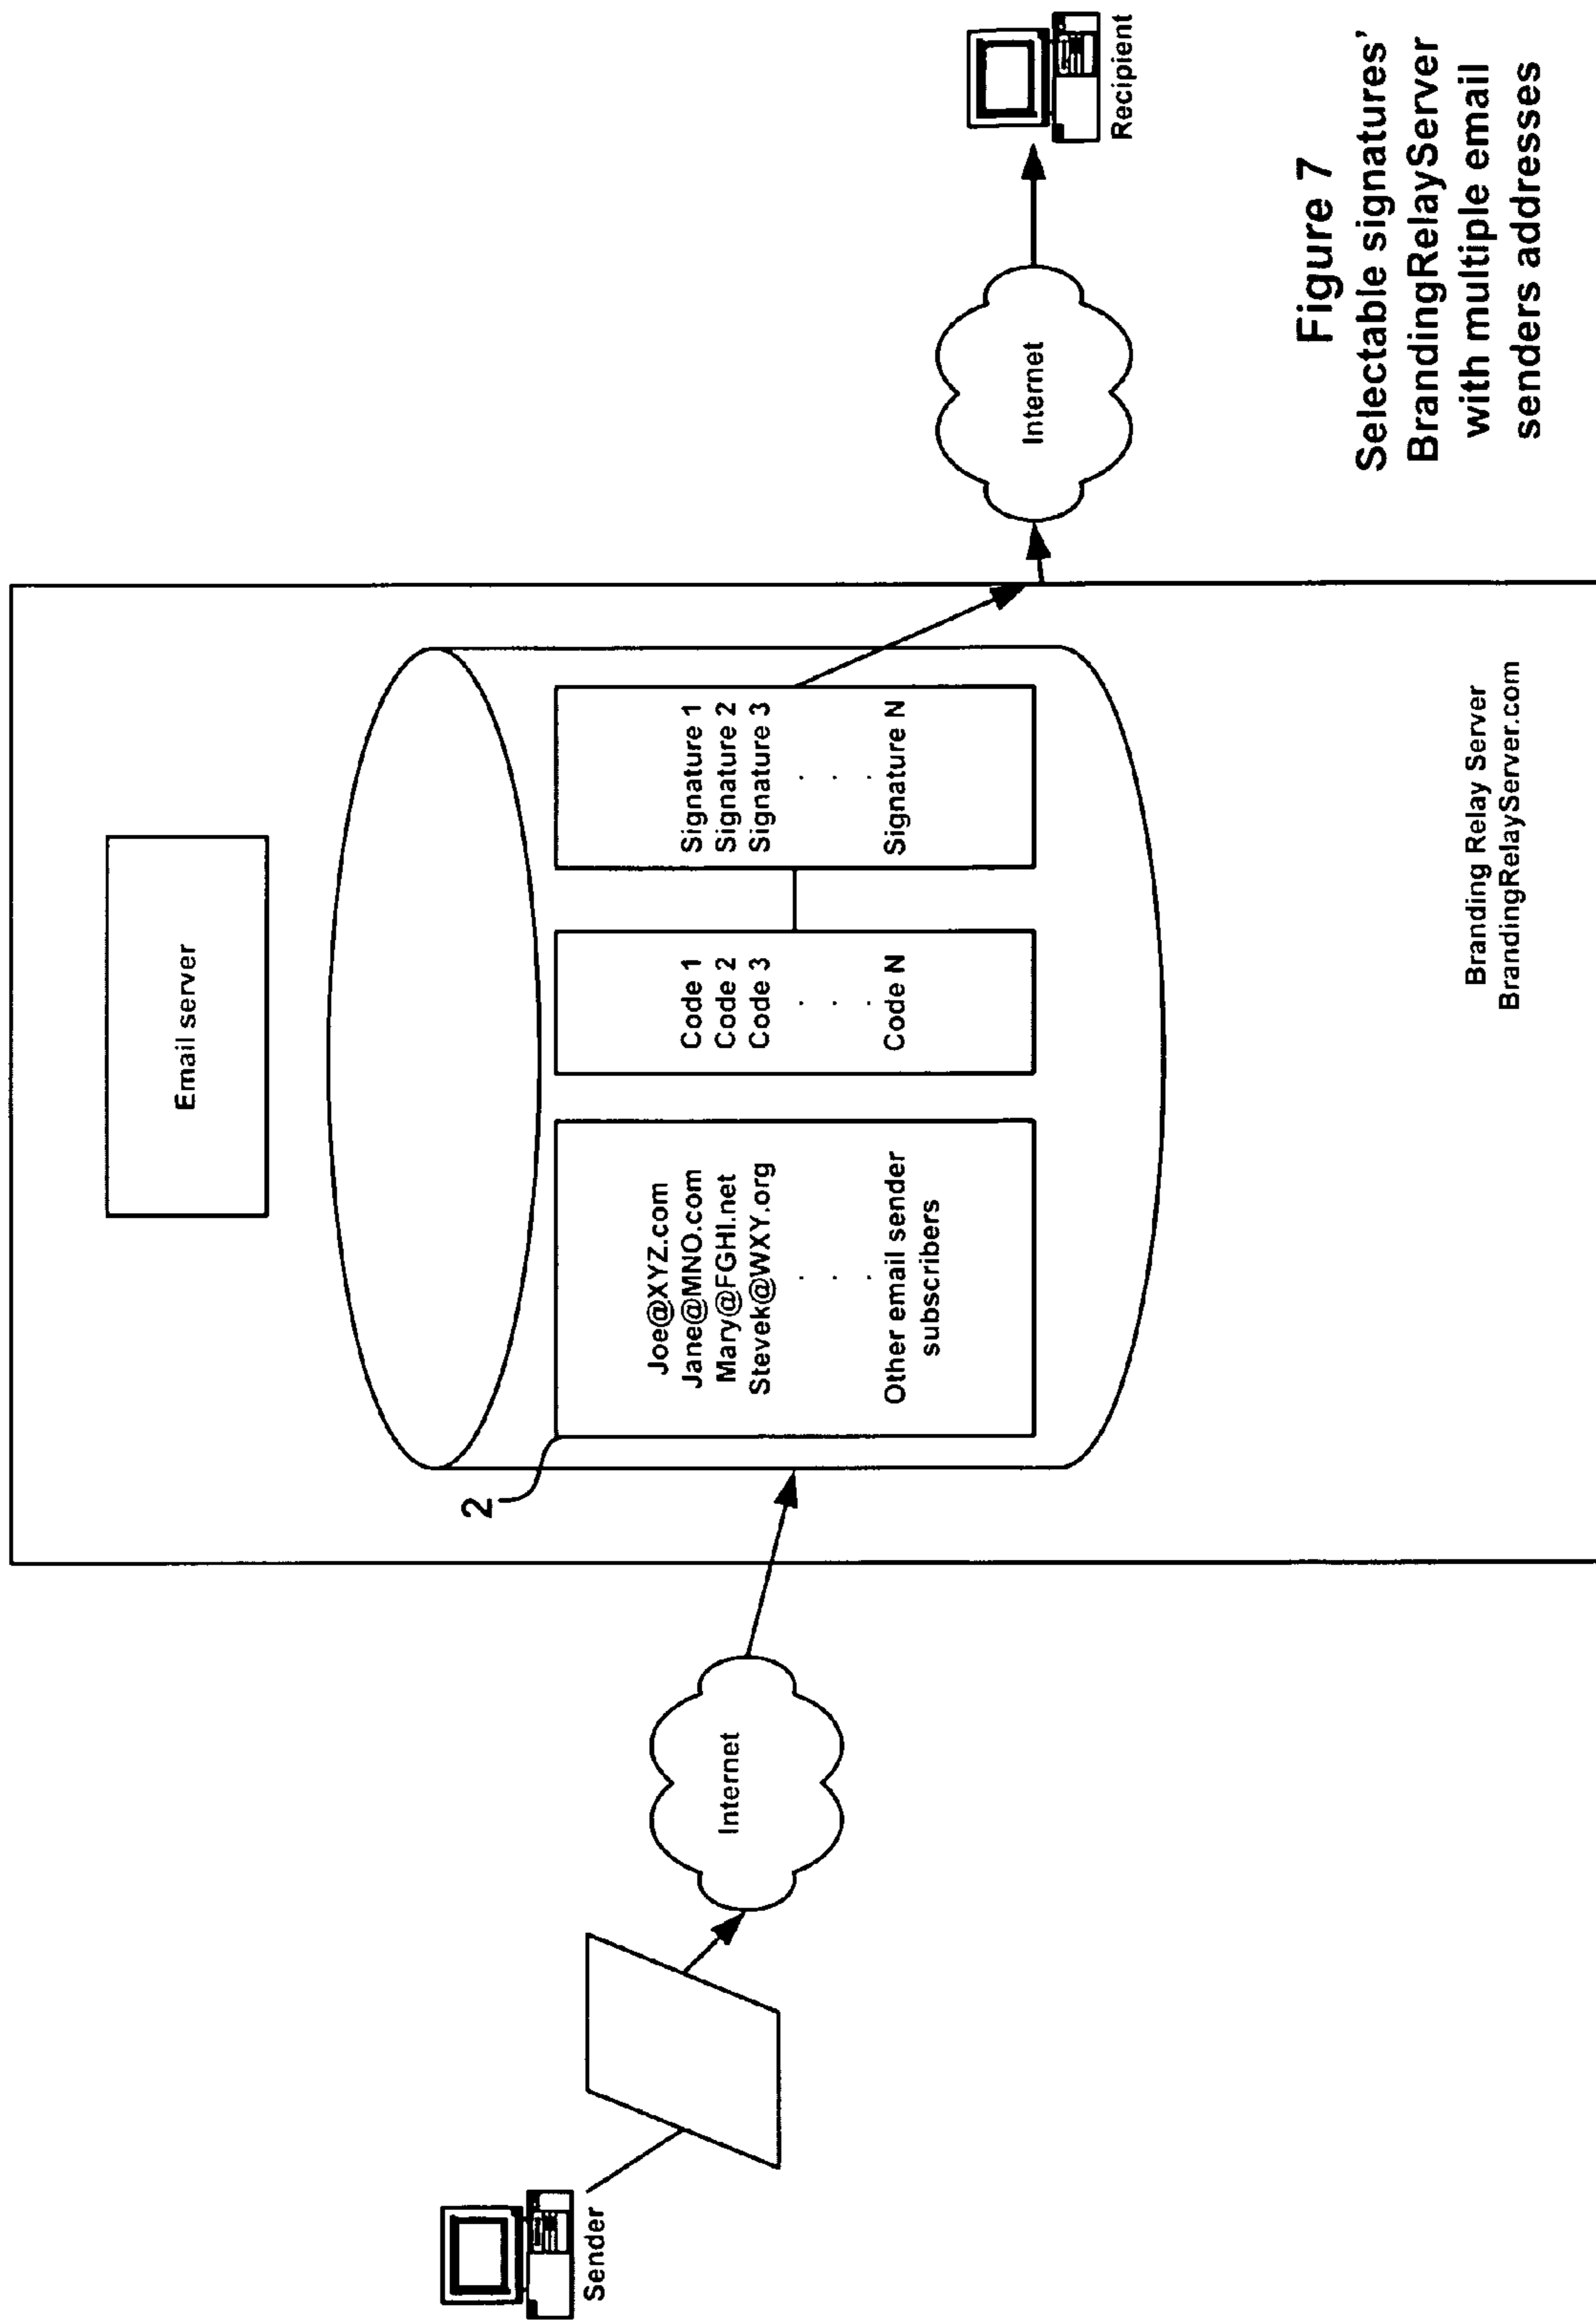 Email server
2
Joe@XYZ.com
Jane@MNO.com
Mary@FGHI.net
Stevek@WXY.org
.
.
.
Other email sender
subscribers
Code 1
Code 2
Code 3
.
.
.
Code N
Signature 1
Signature 2
Signature 3
.
.
.
Signature N
Sender
Internet
Internet
Recipient
Branding Relay Server
BrandingRelayServer.com
Figure 7
Selectable signatures'
BrandingRelayServer
with multiple email
senders addresses